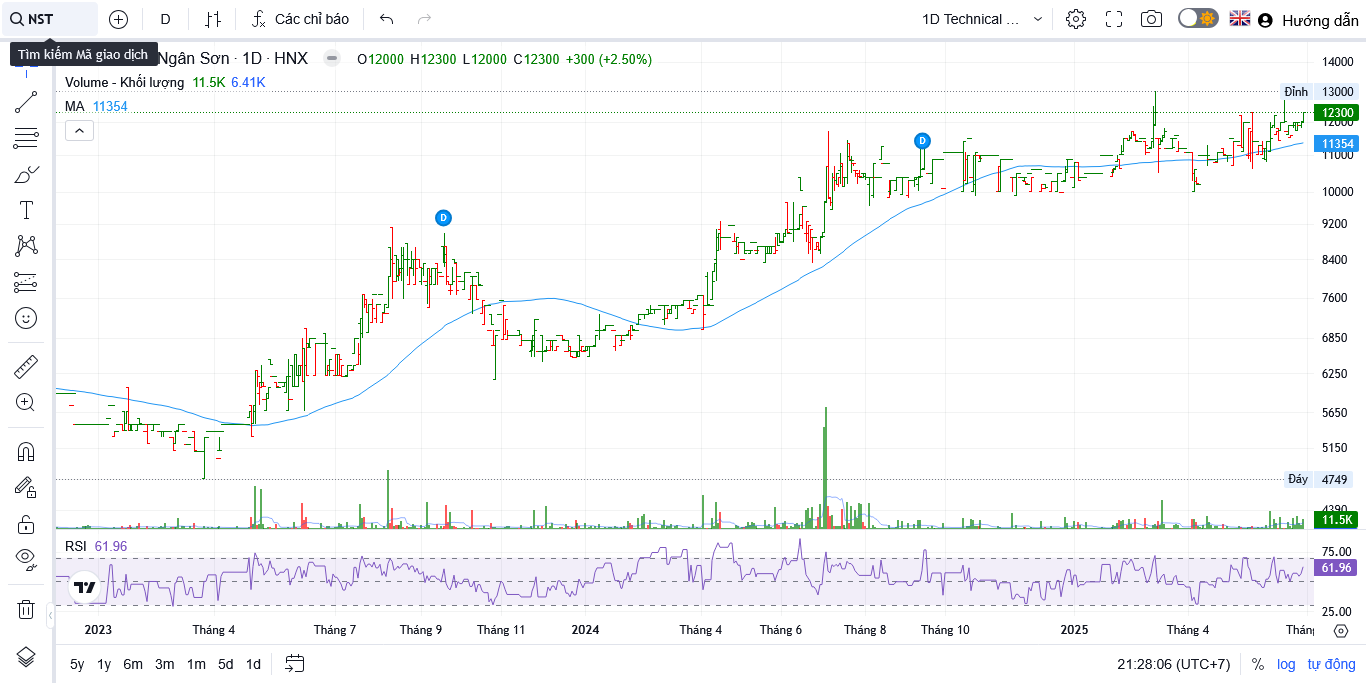 NST D Các chỉ báo 1D Technical ... Hướng dẫn
Tìm kiếm Mã giao dịch
Ngân Sơn · 1D · HNX O12000 H12300 L12000 C12300 +300 (+2.50%)
Volume - Khối lượng 11.5K 6.41K
MA 11354
D
D
14000
Đỉnh 13000
12300
12000
11354
11000
10000
9200
8400
7600
6850
6250
5650
5150
Đáy 4749
4390
11.5K
RSI 61.96
75.00
61.96
25.00
2023 Tháng 4 Tháng 7 Tháng 9 Tháng 11 2024 Tháng 4 Tháng 6 Tháng 8 Tháng 10 2025 Tháng 4 Tháng
5y 1y 6m 3m 1m 5d 1d 21:28:06 (UTC+7) % log tự động